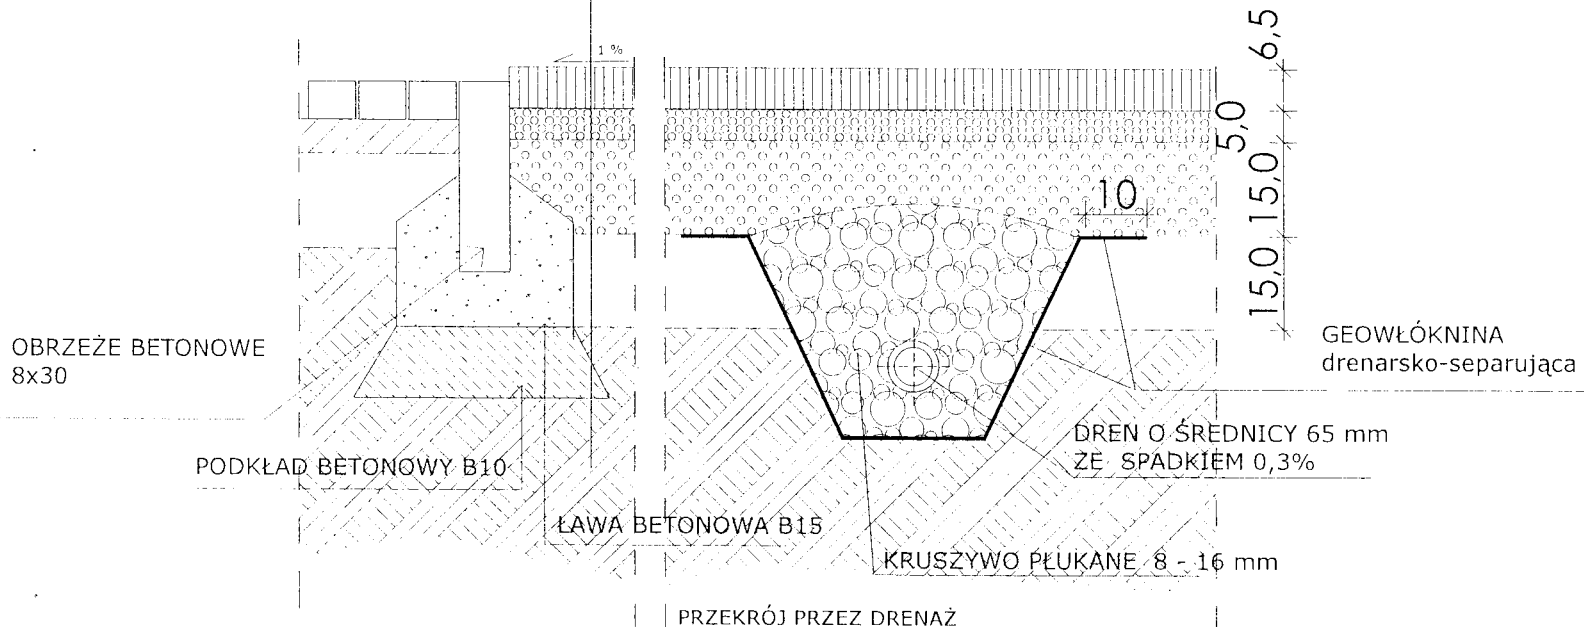 1 %
6,5
5,0
15,0
15,0
10
OBRZEŻE BETONOWE
8x30
PODKŁAD BETONOWY B10
ŁAWA BETONOWA B15
GEOWŁÓKNINA
drenarsko-separująca
DREN O ŚREDNICY 65 mm
ZE SPADKIEM 0,3%
KRUSZYWO PŁUKANE 8 - 16 mm
PRZEKRÓJ PRZEZ DRENAŻ